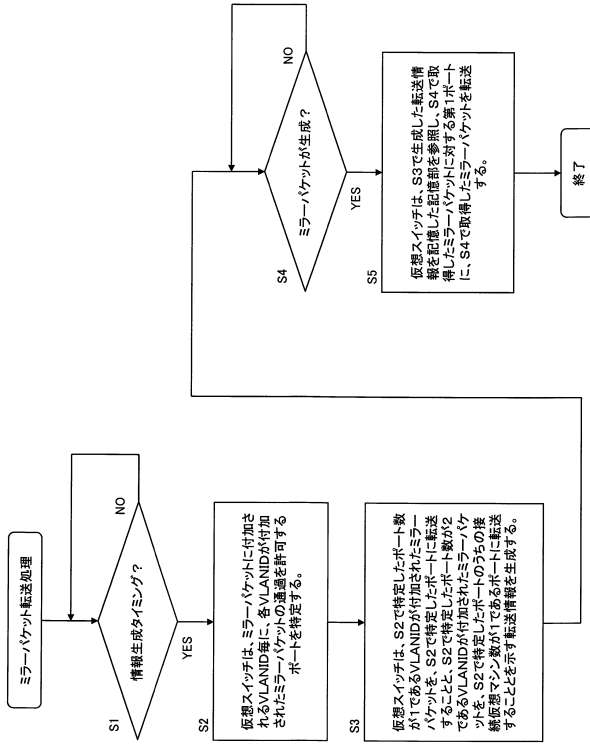 ミラーパケット転送処理
S1
情報生成タイミング?
NO
YES
S2
仮想スイッチは、ミラーパケットに付加さ
れるVLANID毎に、各VLANIDが付加
されたミラーパケットの通過を許可する
ポートを特定する。
S3
仮想スイッチは、S2で特定したポート数
が1であるVLANIDが付加されたミラー
パケットを、S2で特定したポートに転送
することと、S2で特定したポート数が2
であるVLANIDが付加されたミラーパケ
ットを、S2で特定したポートのうちの接
続仮想マシン数が1であるポートに転送
することとを示す転送情報を生成する。
S4
ミラーパケットが生成?
NO
YES
S5
仮想スイッチは、S3で生成した転送情
報を記憶した記憶部を参照し、S4で取
得したミラーパケットに対する第1ポート
に、S4で取得したミラーパケットを転送
する。
終了